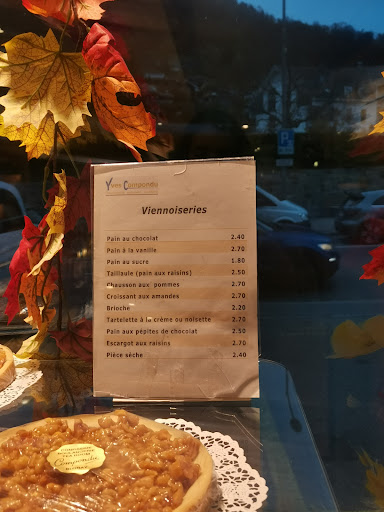 Yves Campondu
Viennoiseries
Pain au chocolat 2.40
Pain à la vanille 2.70
Pain au sucre 1.80
Taillaule (pain aux raisins) 2.50
Chausson aux pommes 2.70
Croissant aux amandes 2.70
Brioche 2.20
Tartelette à la crème ou noisette 2.70
Pain aux pépites de chocolat 2.50
Escargot aux raisins 2.70
Pièce sèche 2.40